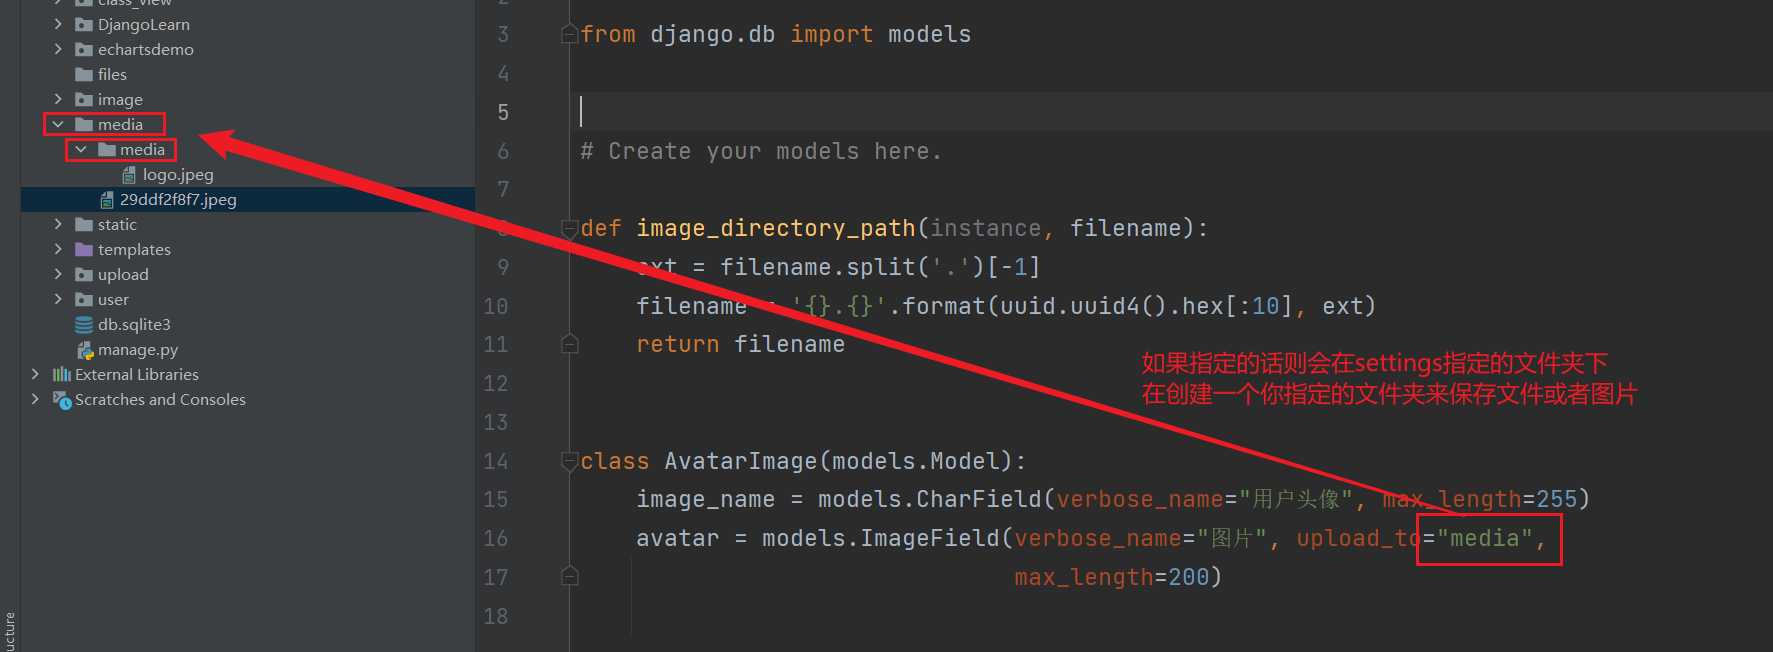 class_view
DjangoLearn
echartsdemo
files
image
media
media
logo.jpeg
29ddf2f8f7.jpeg
static
templates
upload
user
db.sqlite3
manage.py
External Libraries
Scratches and Consoles
ucture
2
3 from django.db import models
4
5
6 # Create your models here.
7
8 def image_directory_path(instance, filename):
9 ext = filename.split('.')[-1]
10 filename = '{}.{}'.format(uuid.uuid4().hex[:10], ext)
11 return filename
12
13
14 class AvatarImage(models.Model):
15 image_name = models.CharField(verbose_name="用户头像", max_length=255)
16 avatar = models.ImageField(verbose_name="图片", upload_to="media",
17 max_length=200)
18
如果指定的话则会在settings指定的文件夹下
在创建一个你指定的文件夹来保存文件或者图片